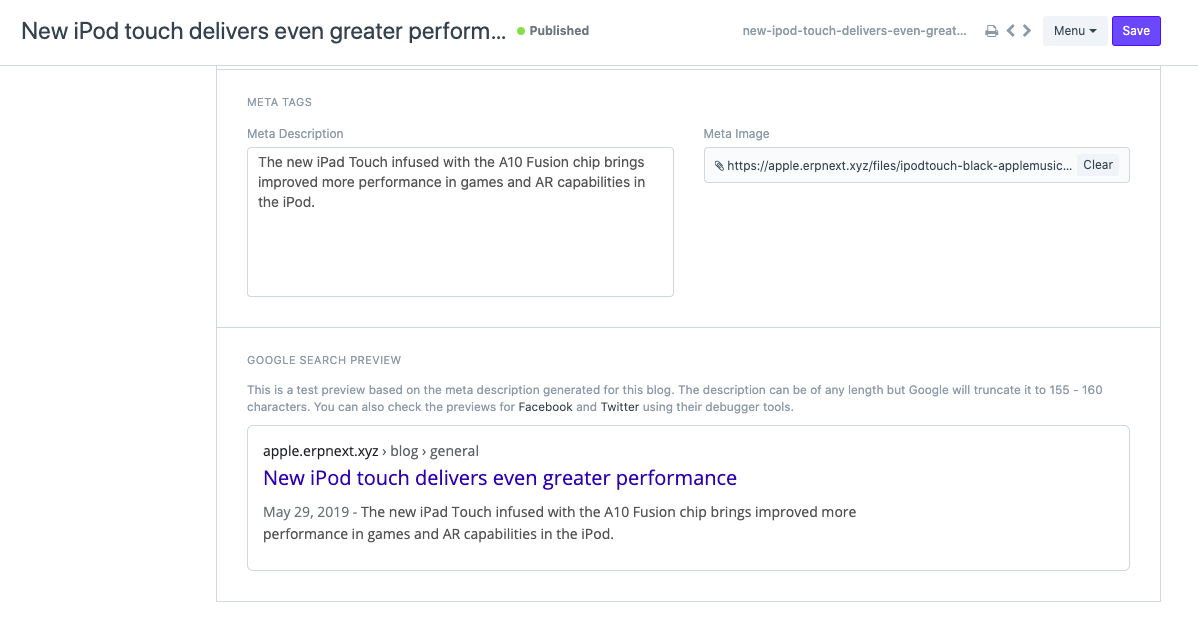 New iPod touch delivers even greater perform... Published new-ipod-touch-delivers-even-great... Menu Save
META TAGS
Meta Description Meta Image
The new iPad Touch infused with the A10 Fusion chip brings
improved more performance in games and AR capabilities in
the iPod.
https://apple.erpnext.xyz/files/ipodtouch-black-applemusic... Clear
GOOGLE SEARCH PREVIEW
This is a test preview based on the meta description generated for this blog. The description can be of any length but Google will truncate it to 155 - 160
characters. You can also check the previews for Facebook and Twitter using their debugger tools.
apple.erpnext.xyz › blog › general
New iPod touch delivers even greater performance
May 29, 2019 - The new iPad Touch infused with the A10 Fusion chip brings improved more
performance in games and AR capabilities in the iPod.